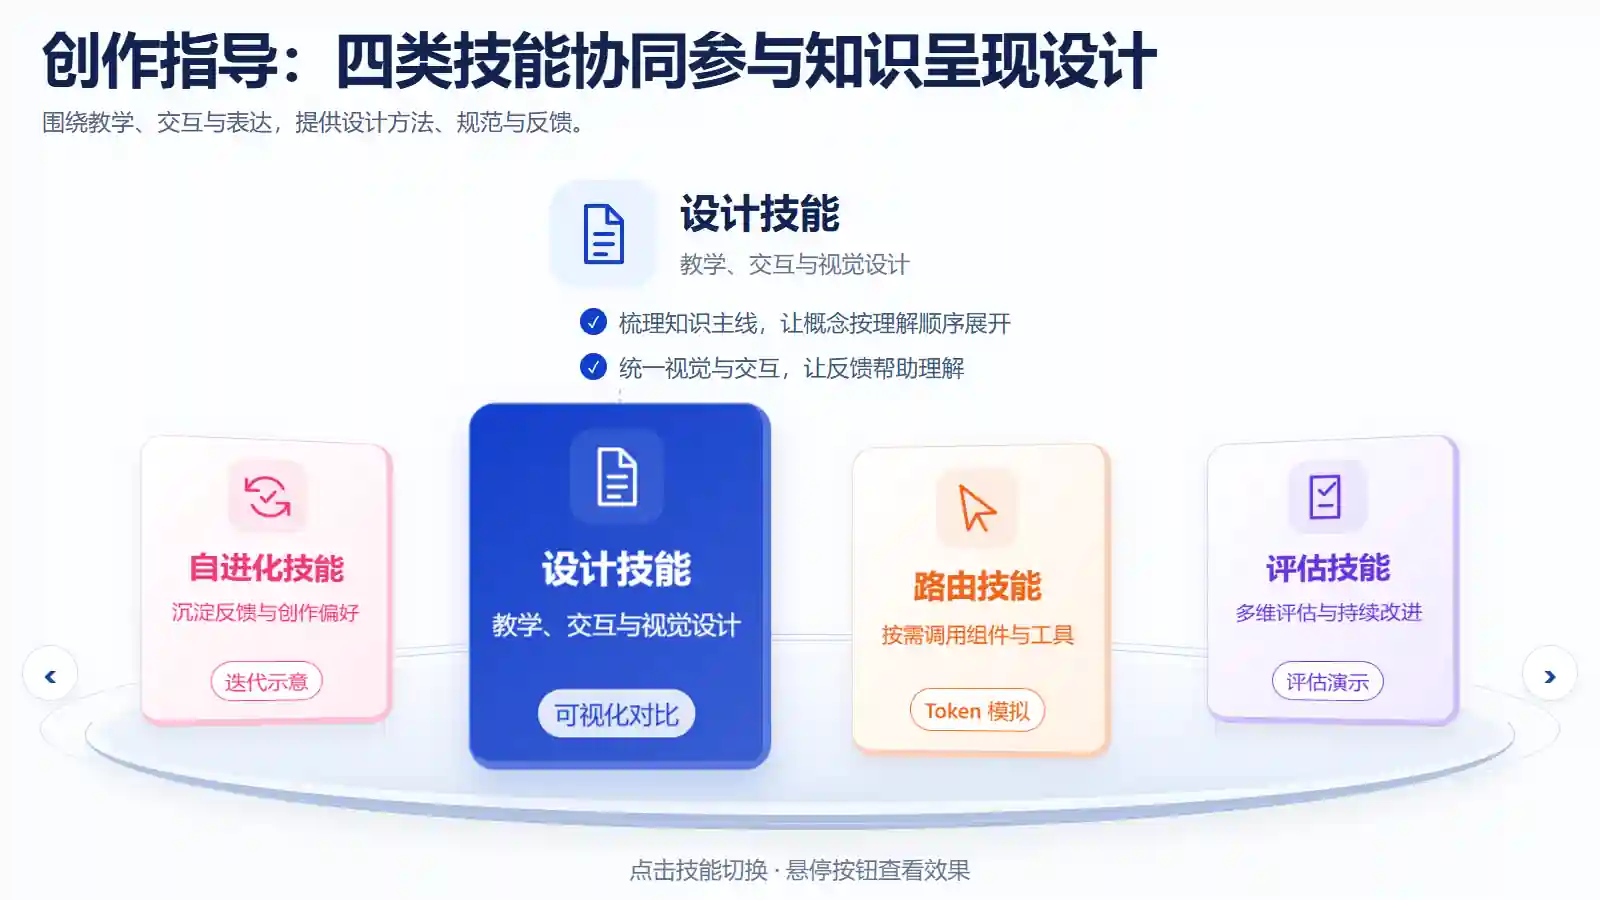 创作指导：四类技能协同参与知识呈现设计
围绕教学、交互与表达，提供设计方法、规范与反馈。
设计技能
教学、交互与视觉设计
梳理知识主线，让概念按理解顺序展开
统一视觉与交互，让反馈帮助理解
自进化技能
沉淀反馈与创作偏好
迭代示意
设计技能
教学、交互与视觉设计
可视化对比
路由技能
按需调用组件与工具
Token 模拟
评估技能
多维评估与持续改进
评估演示
‹
›
点击技能切换 · 悬停按钮查看效果